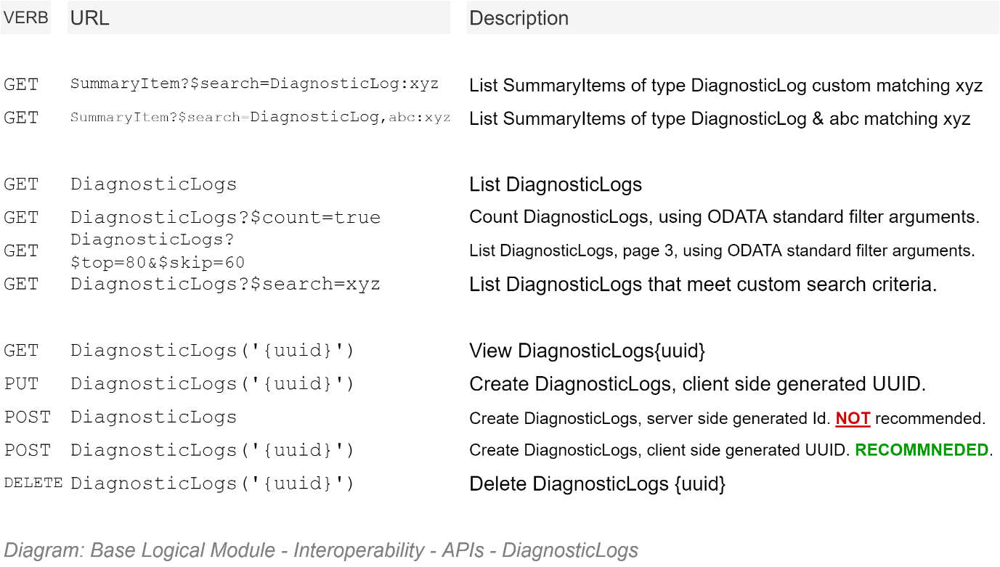 VERB URL Description
GET SummaryItem?$search=DiagnosticLog:xyz List SummaryItems of type DiagnosticLog custom matching xyz
GET SummaryItem?$search=DiagnosticLog,abc:xyz List SummaryItems of type DiagnosticLog & abc matching xyz
GET DiagnosticLogs List DiagnosticLogs
GET DiagnosticLogs?$count=true Count DiagnosticLogs, using ODATA standard filter arguments.
DiagnosticLogs?
GET $top=80&$skip=60 List DiagnosticLogs, page 3, using ODATA standard filter arguments.
GET DiagnosticLogs?$search=xyz List DiagnosticLogs that meet custom search criteria.
GET DiagnosticLogs('{uuid}') View DiagnosticLogs{uuid}
PUT DiagnosticLogs('{uuid}') Create DiagnosticLogs, client side generated UUID.
POST DiagnosticLogs Create DiagnosticLogs, server side generated Id. NOT recommended.
POST DiagnosticLogs('{uuid}') Create DiagnosticLogs, client side generated UUID. RECOMMNEDED.
DELETE DiagnosticLogs('{uuid}') Delete DiagnosticLogs {uuid}
Diagram: Base Logical Module - Interoperability - APIs - DiagnosticLogs